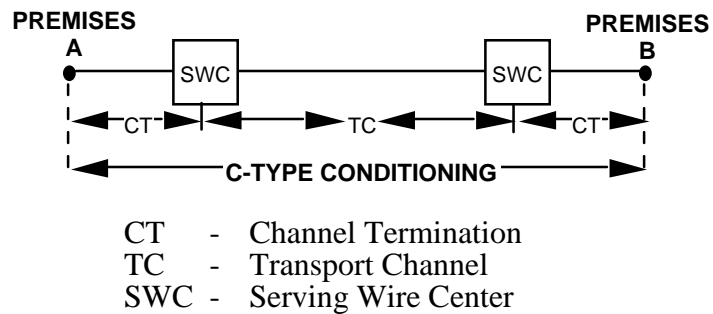 PREMISES A
PREMISES B
SWC
SWC
CT
TC
CT
C-TYPE CONDITIONING
CT - Channel Termination
TC - Transport Channel
SWC - Serving Wire Center